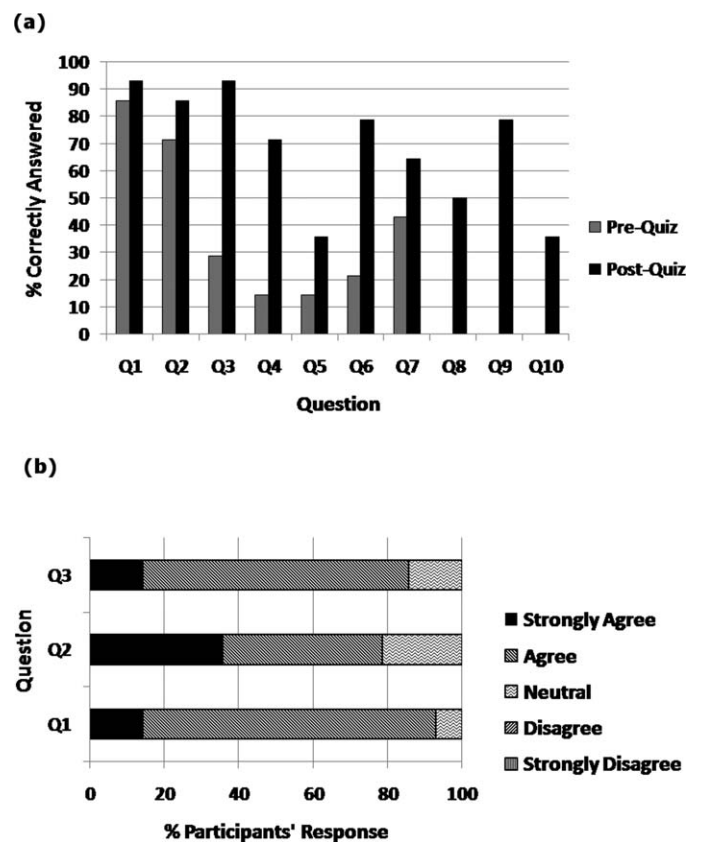 (a)
100
90
80
70
60
50
40
30
20
10
0
% Correctly Answered
Q1 Q2 Q3 Q4 Q5 Q6 Q7 Q8 Q9 Q10
Question
Pre-Quiz
Post-Quiz
(b)
Question
Q3
Q2
Q1
0 20 40 60 80 100
% Participants' Response
Strongly Agree
Agree
Neutral
Disagree
Strongly Disagree